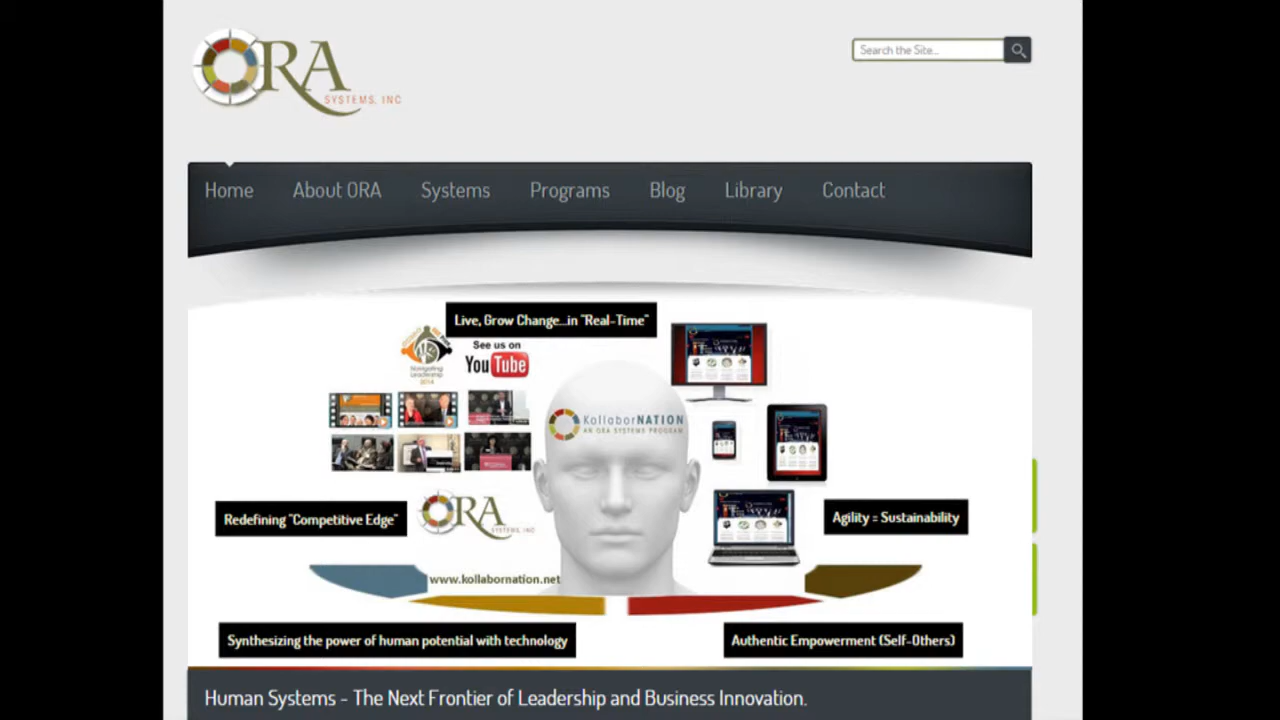 ORA
SYSTEMS, INC
Search the Site...
Home
About ORA
Systems
Programs
Blog
Library
Contact
Live, Grow Change...in "Real-Time"
See us on
YouTube
Navigating
Leadership
2014
KollaborNATION
AN ORA SYSTEMS PROGRAM
Redefining "Competitive Edge"
ORA
SYSTEMS, INC
Agility = Sustainability
www.kollabornation.net
Synthesizing the power of human potential with technology
Authentic Empowerment (Self-Others)
Human Systems - The Next Frontier of Leadership and Business Innovation.